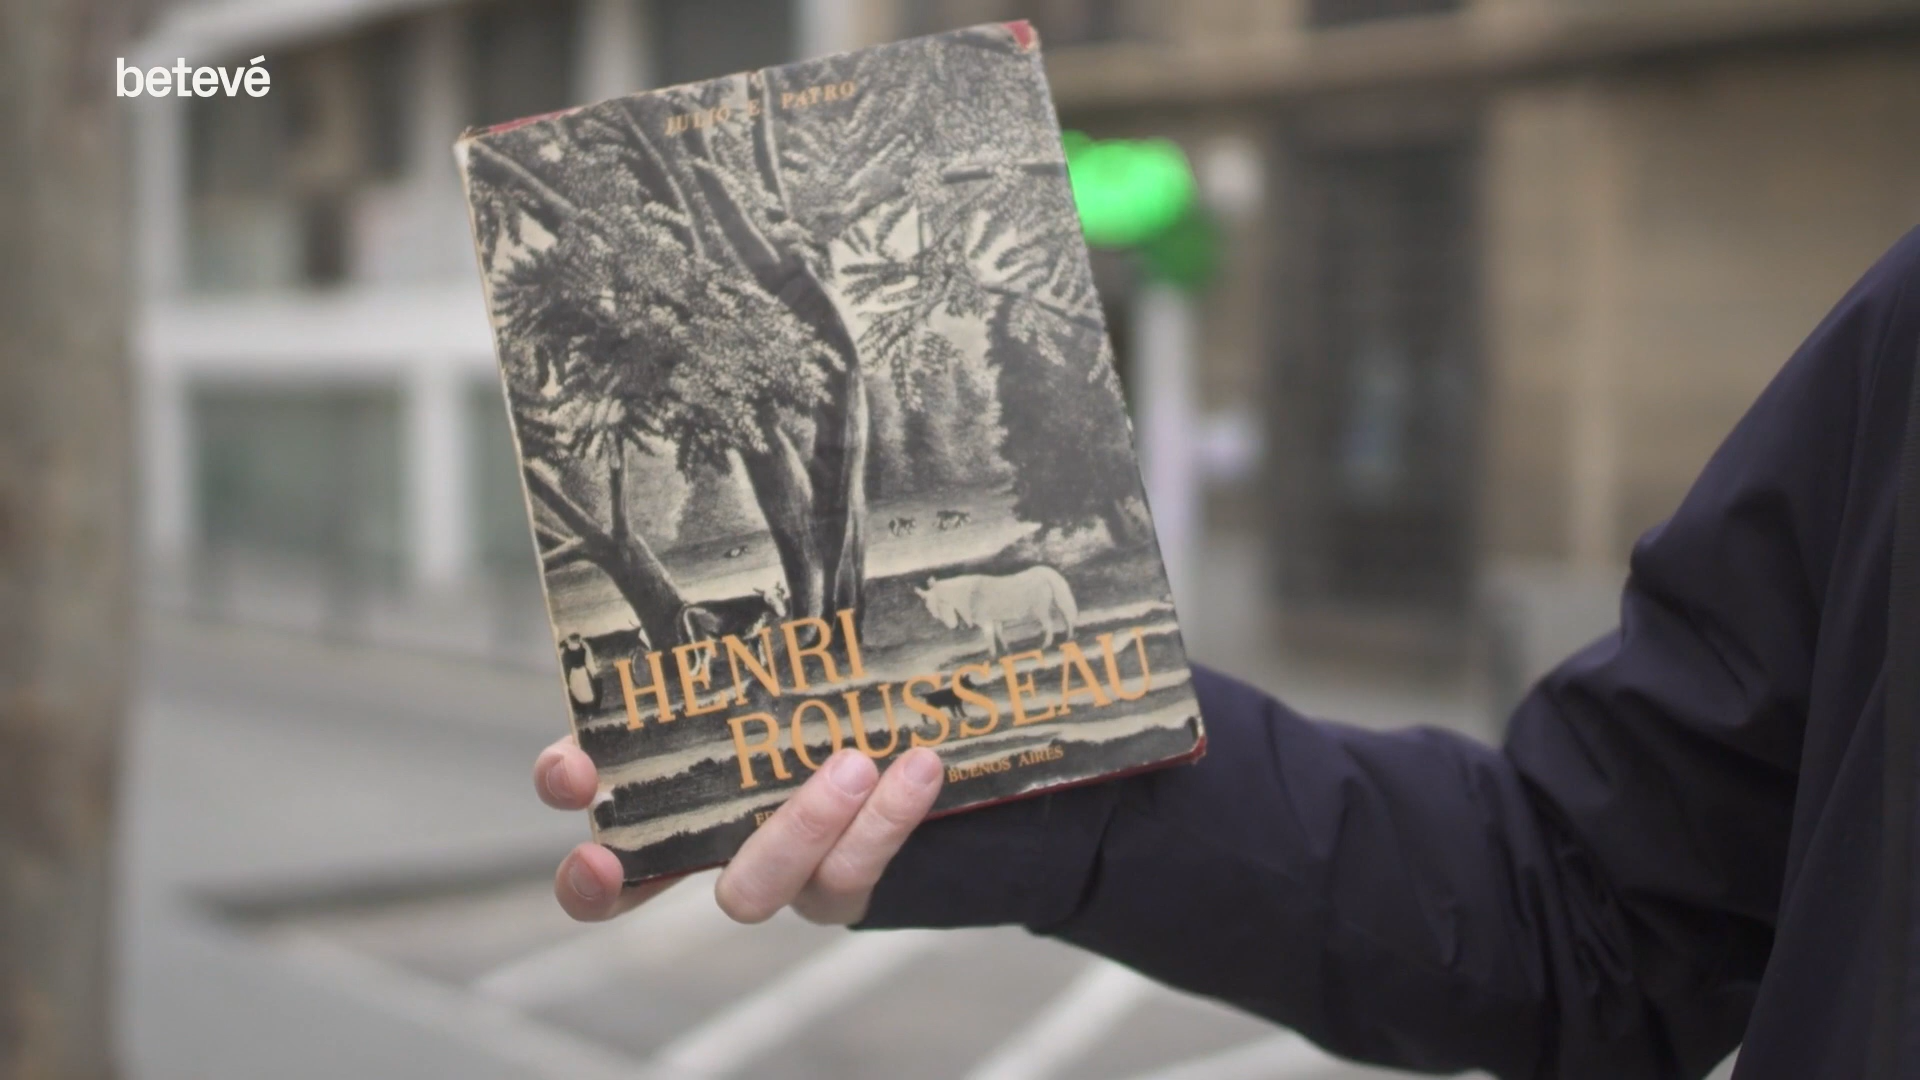 betevé
JULIO E PAYRO
HENRI
ROUSSEAU
BUENOS AIRES